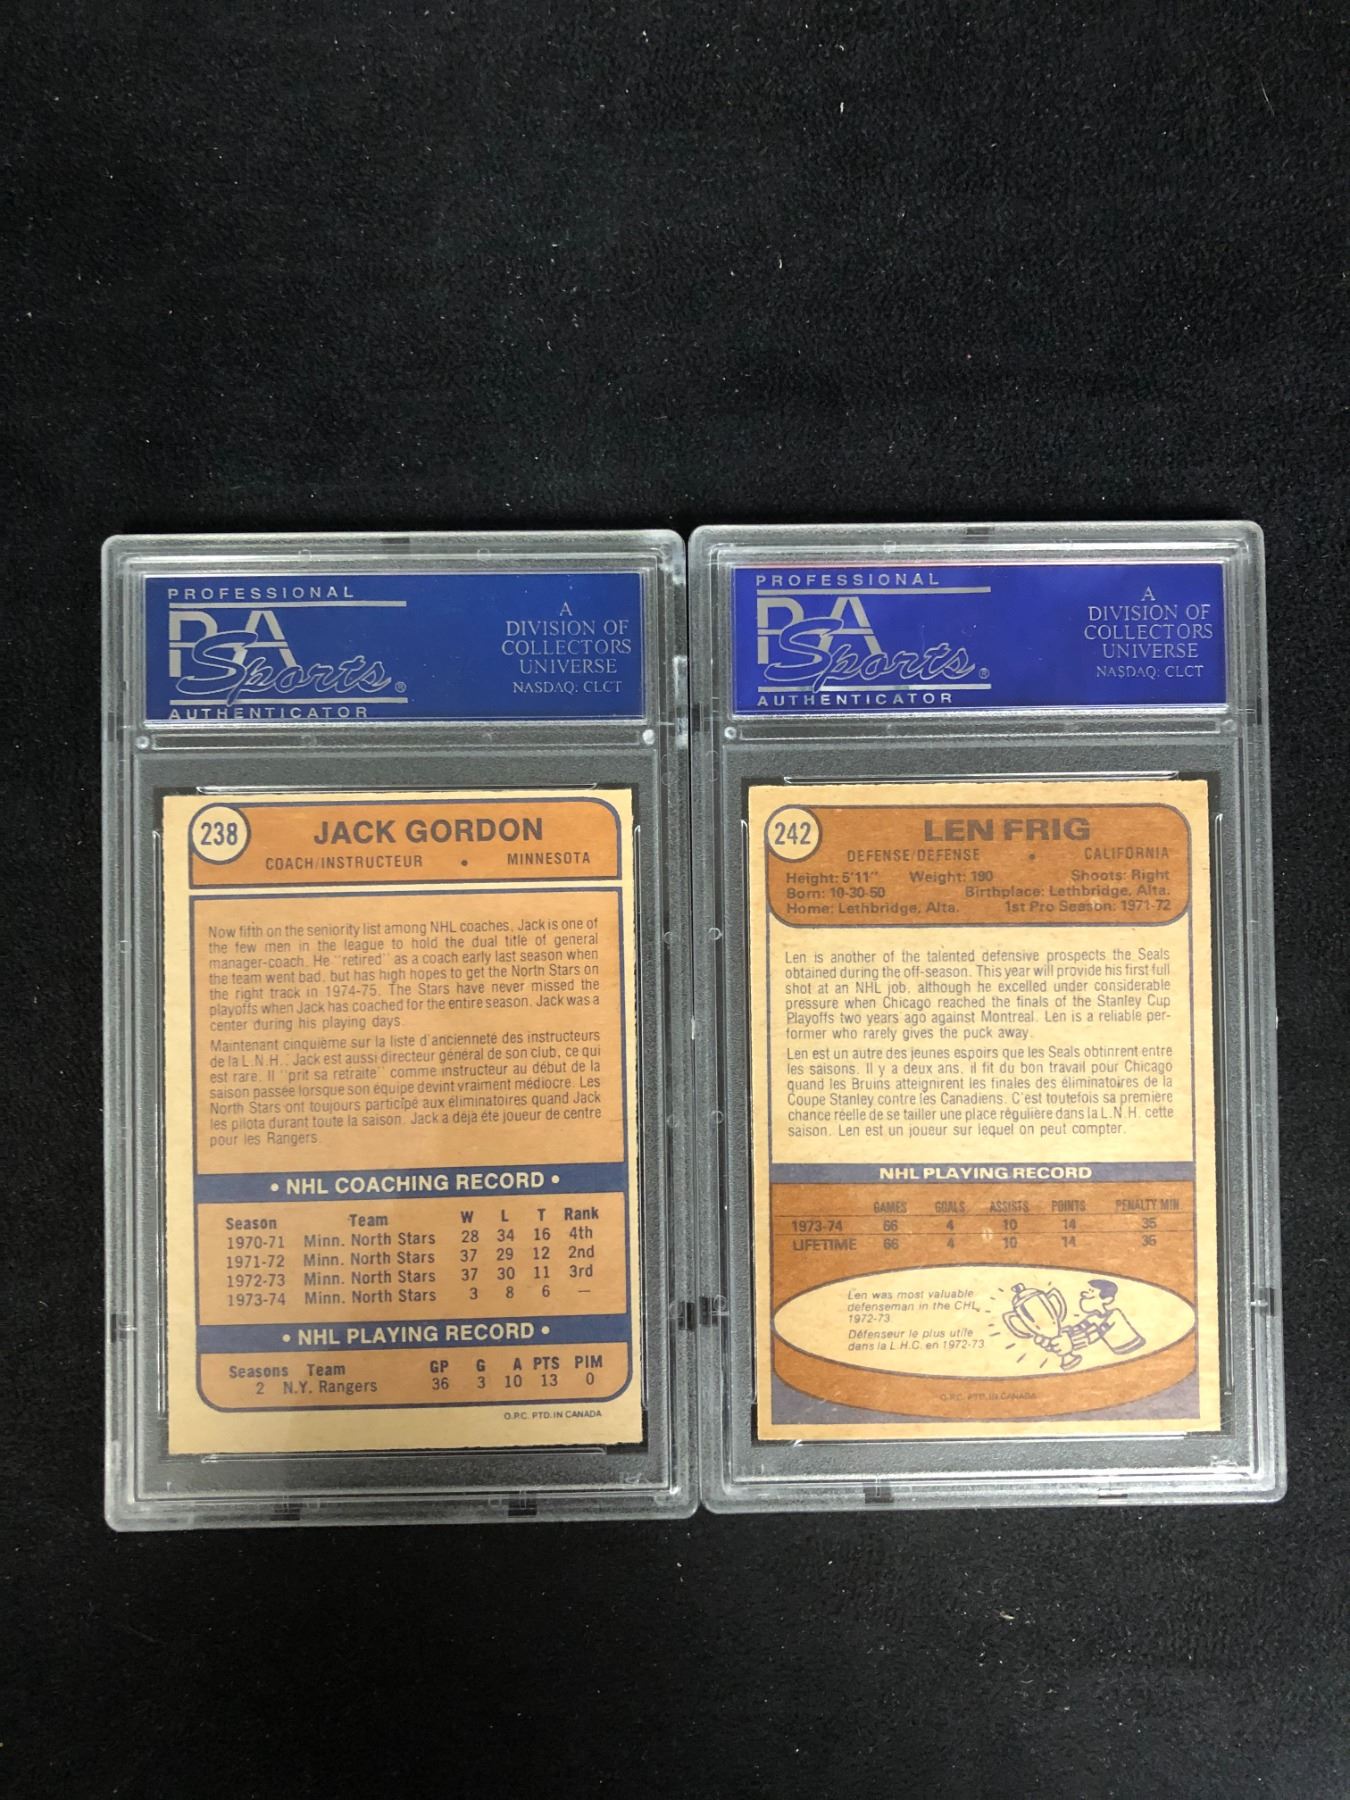 PROFESSIONAL
PSA
Sports®
AUTHENTICATOR
A
DIVISION OF
COLLECTORS
UNIVERSE
NASDAQ: CLCT
238
JACK GORDON
COACH/INSTRUCTEUR • MINNESOTA
Now fifth on the seniority list among NHL coaches, Jack is one of
the few men in the league to hold the dual title of general
manager-coach. He "retired" as a coach early last season when
the team went bad, but has high hopes to get the North Stars on
the right track in 1974-75. The Stars have never missed the
playoffs when Jack has coached for the entire season. Jack was a
center during his playing days.
Maintenant cinquième sur la liste d'ancienneté des instructeurs
de la L.N.H., Jack est aussi directeur général de son club, ce qui
est rare. Il "prit sa retraite" comme instructeur au début de la
saison passée lorsque son équipe devint vraiment médiocre. Les
North Stars ont toujours participé aux éliminatoires quand Jack
les pilota durant toute la saison. Jack a déja été joueur de centre
pour les Rangers.
• NHL COACHING RECORD •
Season Team W L T Rank
1970-71 Minn. North Stars 28 34 16 4th
1971-72 Minn. North Stars 37 29 12 2nd
1972-73 Minn. North Stars 37 30 11 3rd
1973-74 Minn. North Stars 3 8 6 —
• NHL PLAYING RECORD •
Seasons Team GP G A PTS PIM
2 N.Y. Rangers 36 3 10 13 0
O.P.C. PTD. IN CANADA
PROFESSIONAL
PSA
Sports®
AUTHENTICATOR
A
DIVISION OF
COLLECTORS
UNIVERSE
NASDAQ: CLCT
242
LEN FRIG
DEFENSE/DEFENSE • CALIFORNIA
Height: 5'11" Weight: 190 Shoots: Right
Born: 10-30-50 Birthplace: Lethbridge, Alta.
Home: Lethbridge, Alta. 1st Pro Season: 1971-72
Len is another of the talented defensive prospects the Seals
obtained during the off-season. This year will provide his first full
shot at an NHL job, although he excelled under considerable
pressure when Chicago reached the finals of the Stanley Cup
Playoffs two years ago against Montreal. Len is a reliable per-
former who rarely gives the puck away.
Len est un autre des jeunes espoirs que les Seals obtinrent entre
les saisons. Il y a deux ans, il fit du bon travail pour Chicago
quand les Bruins atteignirent les finales des éliminatoires de la
Coupe Stanley contre les Canadiens. C'est toutefois sa premiere
chance réelle de se tailler une place régulière dans la L.N.H. cette
saison. Len est un joueur sur lequel on peut compter.
NHL PLAYING RECORD
GAMES GOALS ASSISTS POINTS PENALTY MIN
1973-74 66 4 10 14 35
LIFETIME 66 4 10 14 35
Len was most valuable
defenseman in the CHL,
1972-73.
Défenseur le plus utile
dans la L.H.C. en 1972-73
O.P.C. PTD. IN CANADA